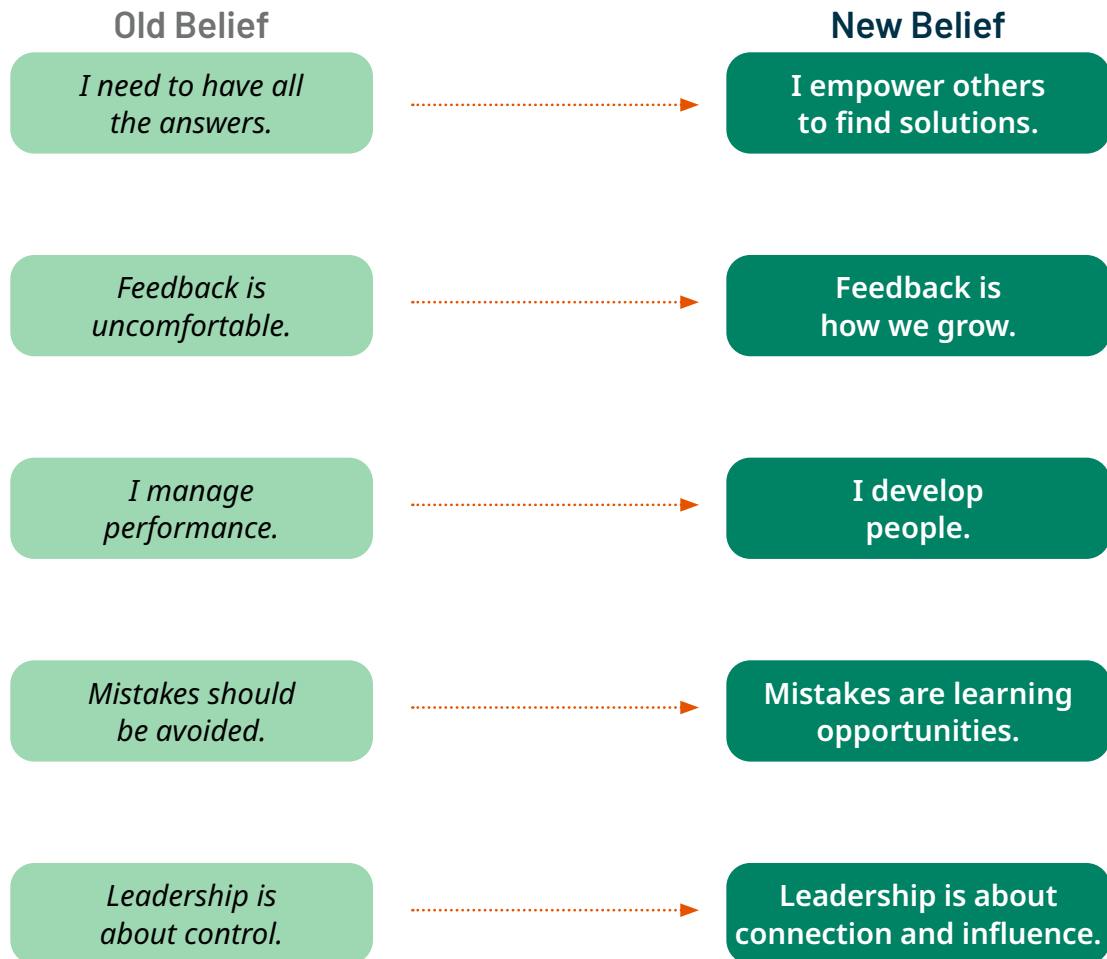 Old Belief
New Belief
I need to have all
the answers.
I empower others
to find solutions.
Feedback is
uncomfortable.
Feedback is
how we grow.
I manage
performance.
I develop
people.
Mistakes should
be avoided.
Mistakes are learning
opportunities.
Leadership is
about control.
Leadership is about
connection and influence.